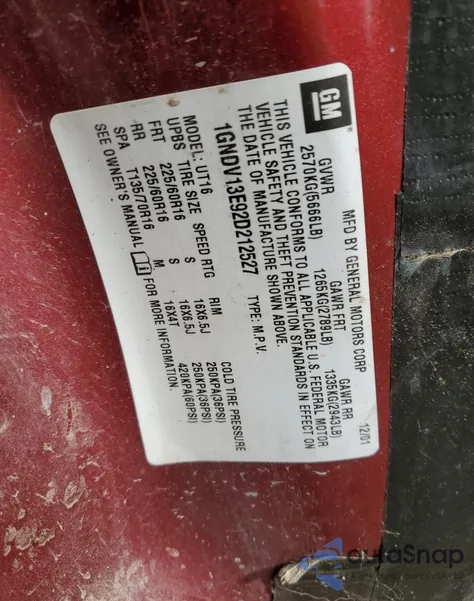 GM
MFD BY GENERAL MOTORS CORP 12/01
GVWR GAWR FRT GAWR RR
2570KG(5666LB) 1265KG(2789LB) 1335KG(2943LB)
THIS VEHICLE CONFORMS TO ALL APPLICABLE U.S. FEDERAL MOTOR
VEHICLE SAFETY AND THEFT PREVENTION STANDARDS IN EFFECT ON
THE DATE OF MANUFACTURE SHOWN ABOVE.
1GNDV13E92D212527 TYPE: M.P.V.
MODEL: UT16 COLD TIRE PRESSURE
UPBS TIRE SIZE SPEED RTG RIM
FRT 225/60R16 S 16X6.5J 250KPA(36PSI)
RR 225/60R16 S 16X6.5J 250KPA(36PSI)
SPA T135/70R16 M 16X4T 420KPA(60PSI)
SEE OWNER'S MANUAL FOR MORE INFORMATION.
autoSnap